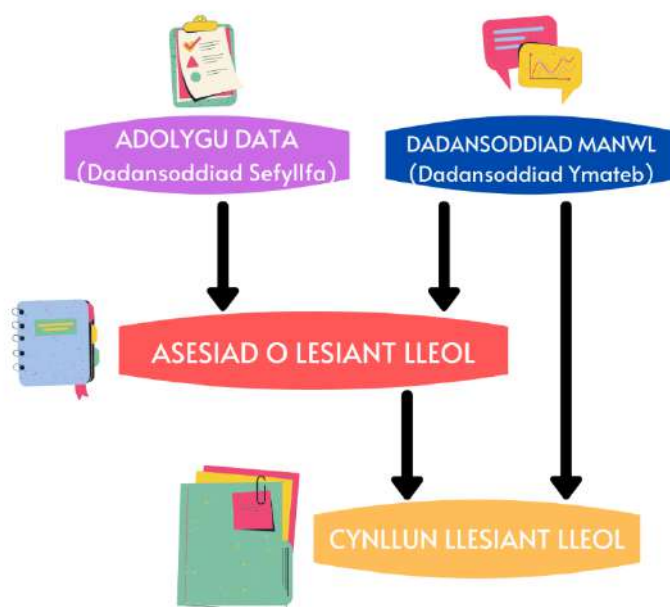 ADOLYGU DATA
(Dadansoddiad Sefyllfa)
DADANSODDIAD MANWL
(Dadansoddiad Ymateb)
ASESIAD O LESIANT LLEOL
CYNLLUN LLESIANT LLEOL